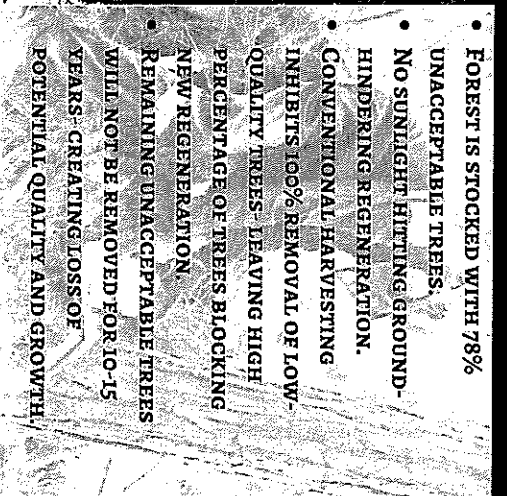 • FOREST IS STOCKED WITH 78%
UNACCEPTABLE TREES.
• NO SUNLIGHT HITTING GROUND-
HINDERING REGENERATION.
• CONVENTIONAL HARVESTING
INHIBITS 100% REMOVAL OF LOW-
QUALITY TREES- LEAVING HIGH
PERCENTAGE OF TREES BLOCKING
NEW REGENERATION.
• REMAINING UNACCEPTABLE TREES
WILL NOT BE REMOVED FOR 10-15
YEARS- CREATING LOSS OF
POTENTIAL QUALITY AND GROWTH.